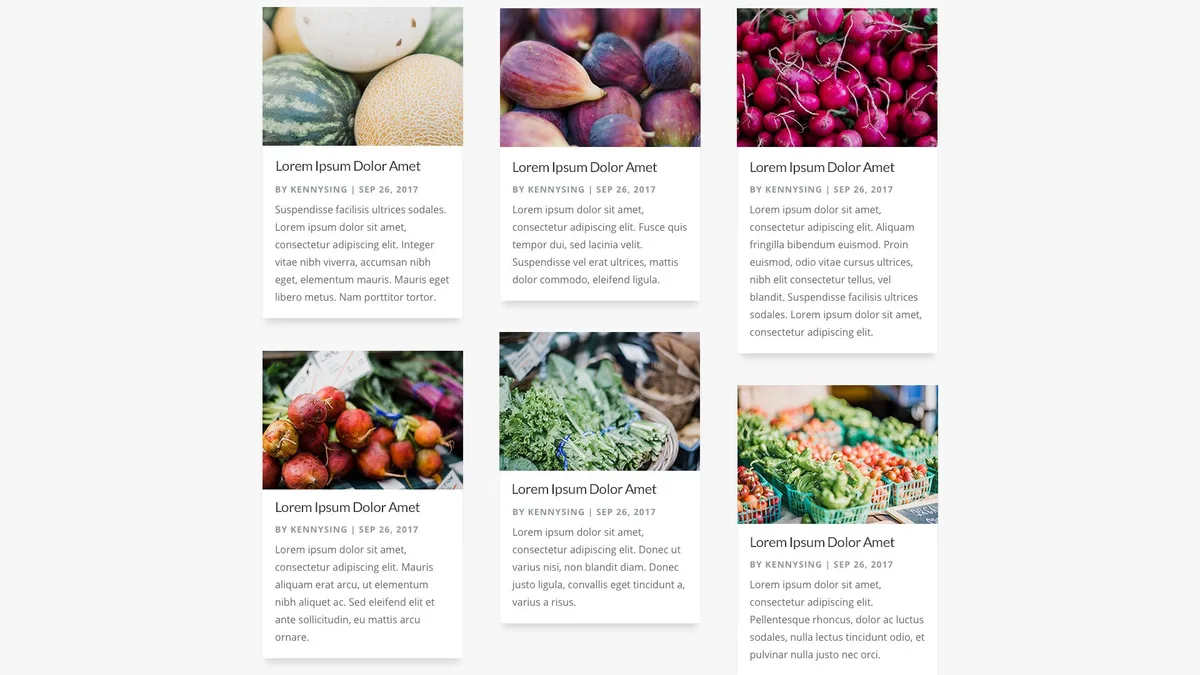 Lorem Ipsum Dolor Amet
BY KENNYSING | SEP 26, 2017
Suspendisse facilisis ultrices sodales.
Lorem ipsum dolor sit amet,
consectetur adipiscing elit. Integer
vitae nibh viverra, accumsan nibh
eget, elementum mauris. Mauris eget
libero metus. Nam porttitor tortor.
Lorem Ipsum Dolor Amet
BY KENNYSING | SEP 26, 2017
Lorem ipsum dolor sit amet,
consectetur adipiscing elit. Fusce quis
tempor dui, sed lacinia velit.
Suspendisse vel erat ultrices, mattis
dolor commodo, eleifend ligula.
Lorem Ipsum Dolor Amet
BY KENNYSING | SEP 26, 2017
Lorem ipsum dolor sit amet,
consectetur adipiscing elit. Aliquam
fringilla bibendum euismod. Proin
euismod, odio vitae cursus ultrices,
nibh elit consectetur tellus, vel
blandit. Suspendisse facilisis ultrices
sodales. Lorem ipsum dolor sit amet,
consectetur adipiscing elit.
Lorem Ipsum Dolor Amet
BY KENNYSING | SEP 26, 2017
Lorem ipsum dolor sit amet,
consectetur adipiscing elit. Mauris
aliquam erat arcu, ut elementum
nibh aliquet ac. Sed eleifend elit et
ante sollicitudin, eu mattis arcu
ornare.
Lorem Ipsum Dolor Amet
BY KENNYSING | SEP 26, 2017
Lorem ipsum dolor sit amet,
consectetur adipiscing elit. Donec ut
varius nisi, non blandit diam. Donec
justo ligula, convallis eget tincidunt a,
varius a risus.
Lorem Ipsum Dolor Amet
BY KENNYSING | SEP 26, 2017
Lorem ipsum dolor sit amet,
consectetur adipiscing elit.
Pellentesque rhoncus, dolor ac luctus
sodales, nulla lectus tincidunt odio, et
pulvinar nulla justo nec orci.